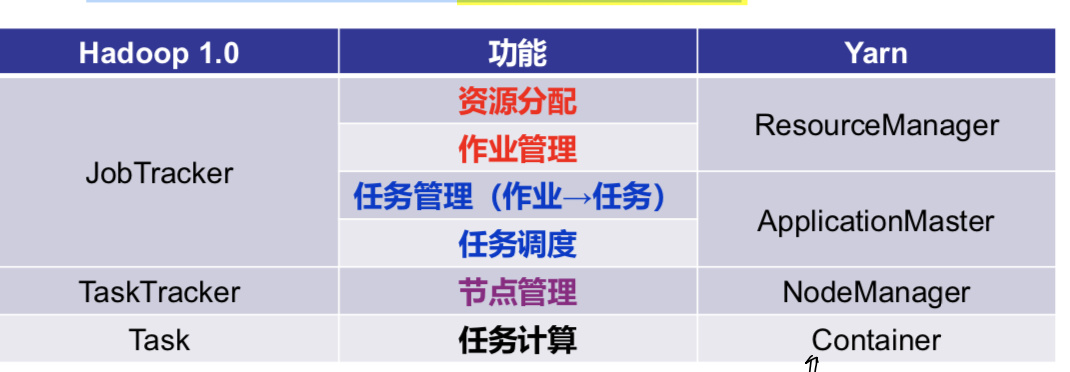 Hadoop 1.0 功能 Yarn
资源分配
ResourceManager
作业管理
JobTracker
任务管理（作业→任务）
ApplicationMaster
任务调度
TaskTracker 节点管理 NodeManager
Task 任务计算 Container